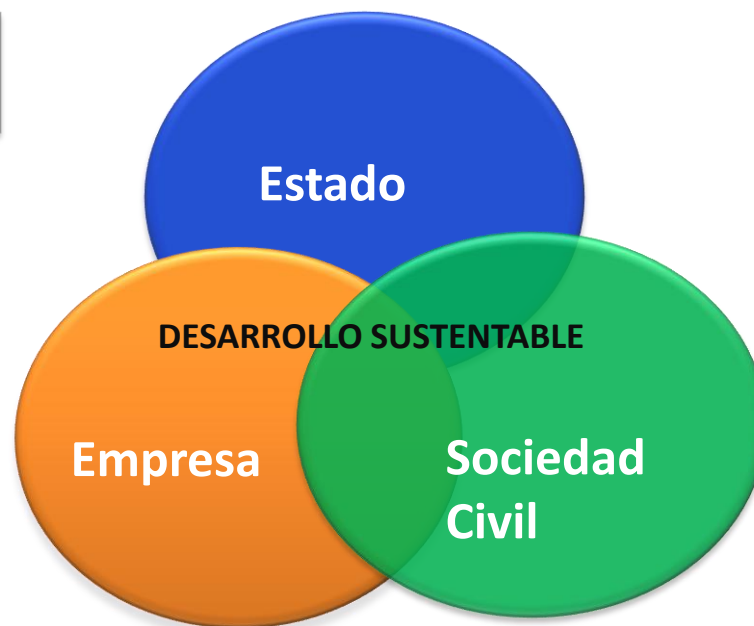 Estado
DESARROLLO SUSTENTABLE
Empresa
Sociedad
Civil